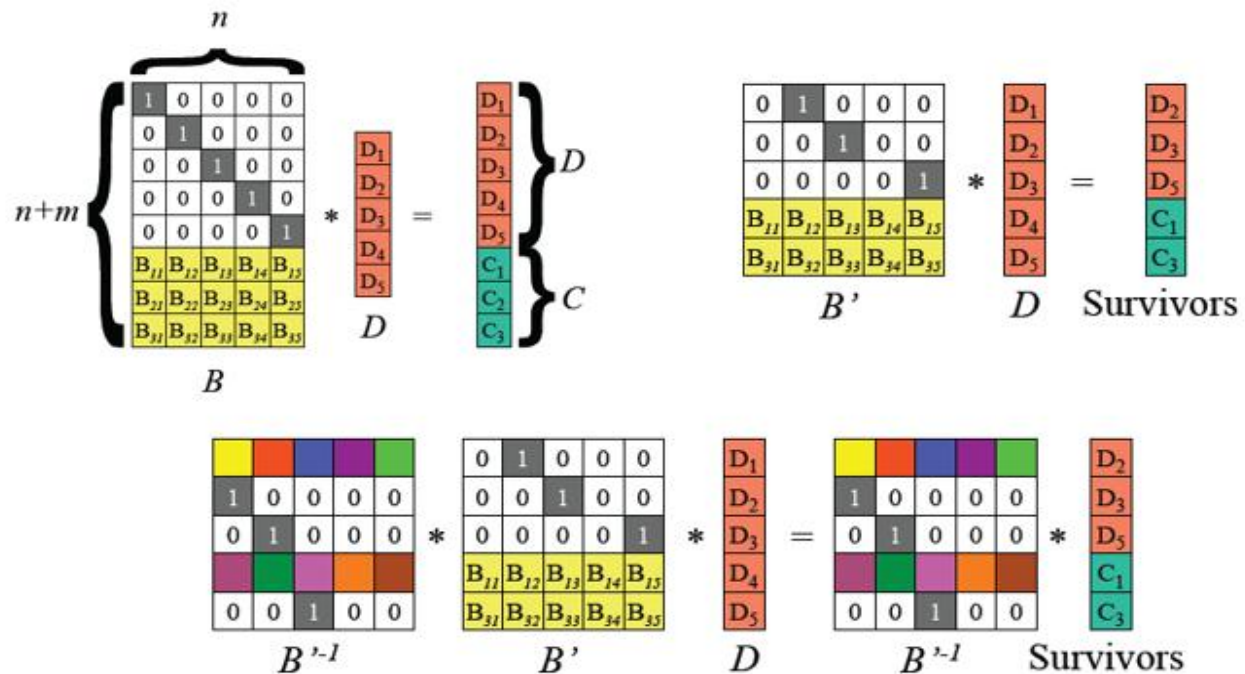 n
n+m
1 0 0 0 0
0 1 0 0 0
0 0 1 0 0
0 0 0 1 0
0 0 0 0 1
B11 B12 B13 B14 B15
B21 B22 B23 B24 B25
B31 B32 B33 B34 B35
B
*
D1
D2
D3
D4
D5
D
=
D1
D2
D3
D4
D5
C1
C2
C3
D
C
0 1 0 0 0
0 0 1 0 0
0 0 0 0 1
B11 B12 B13 B14 B15
B31 B32 B33 B34 B35
B’
*
D1
D2
D3
D4
D5
D
=
D2
D3
D5
C1
C3
Survivors
1 0 0 0 0
0 1 0 0 0
0 0 1 0 0
B’-1
*
0 1 0 0 0
0 0 1 0 0
0 0 0 0 1
B11 B12 B13 B14 B15
B31 B32 B33 B34 B35
B’
*
D1
D2
D3
D4
D5
D
=
1 0 0 0 0
0 1 0 0 0
0 0 1 0 0
B’-1
*
D2
D3
D5
C1
C3
Survivors